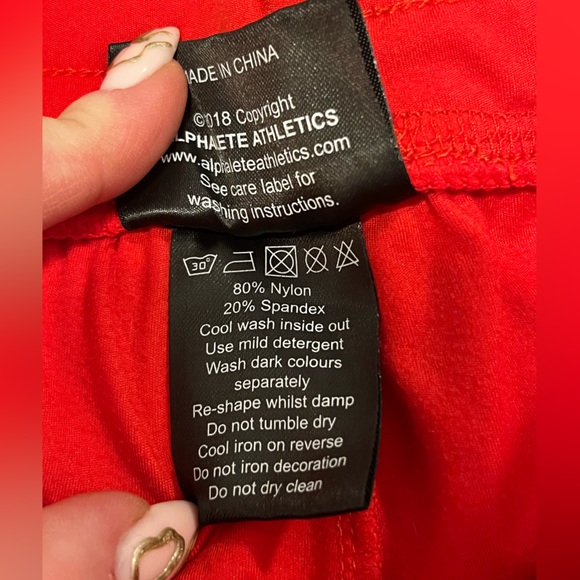 MADE IN CHINA
©2018 Copyright
ALPHALETE ATHLETICS
www.alphaleteathletics.com
See care label for
washing instructions.
30°
80% Nylon
20% Spandex
Cool wash inside out
Use mild detergent
Wash dark colours
separately
Re-shape whilst damp
Do not tumble dry
Cool iron on reverse
Do not iron decoration
Do not dry clean